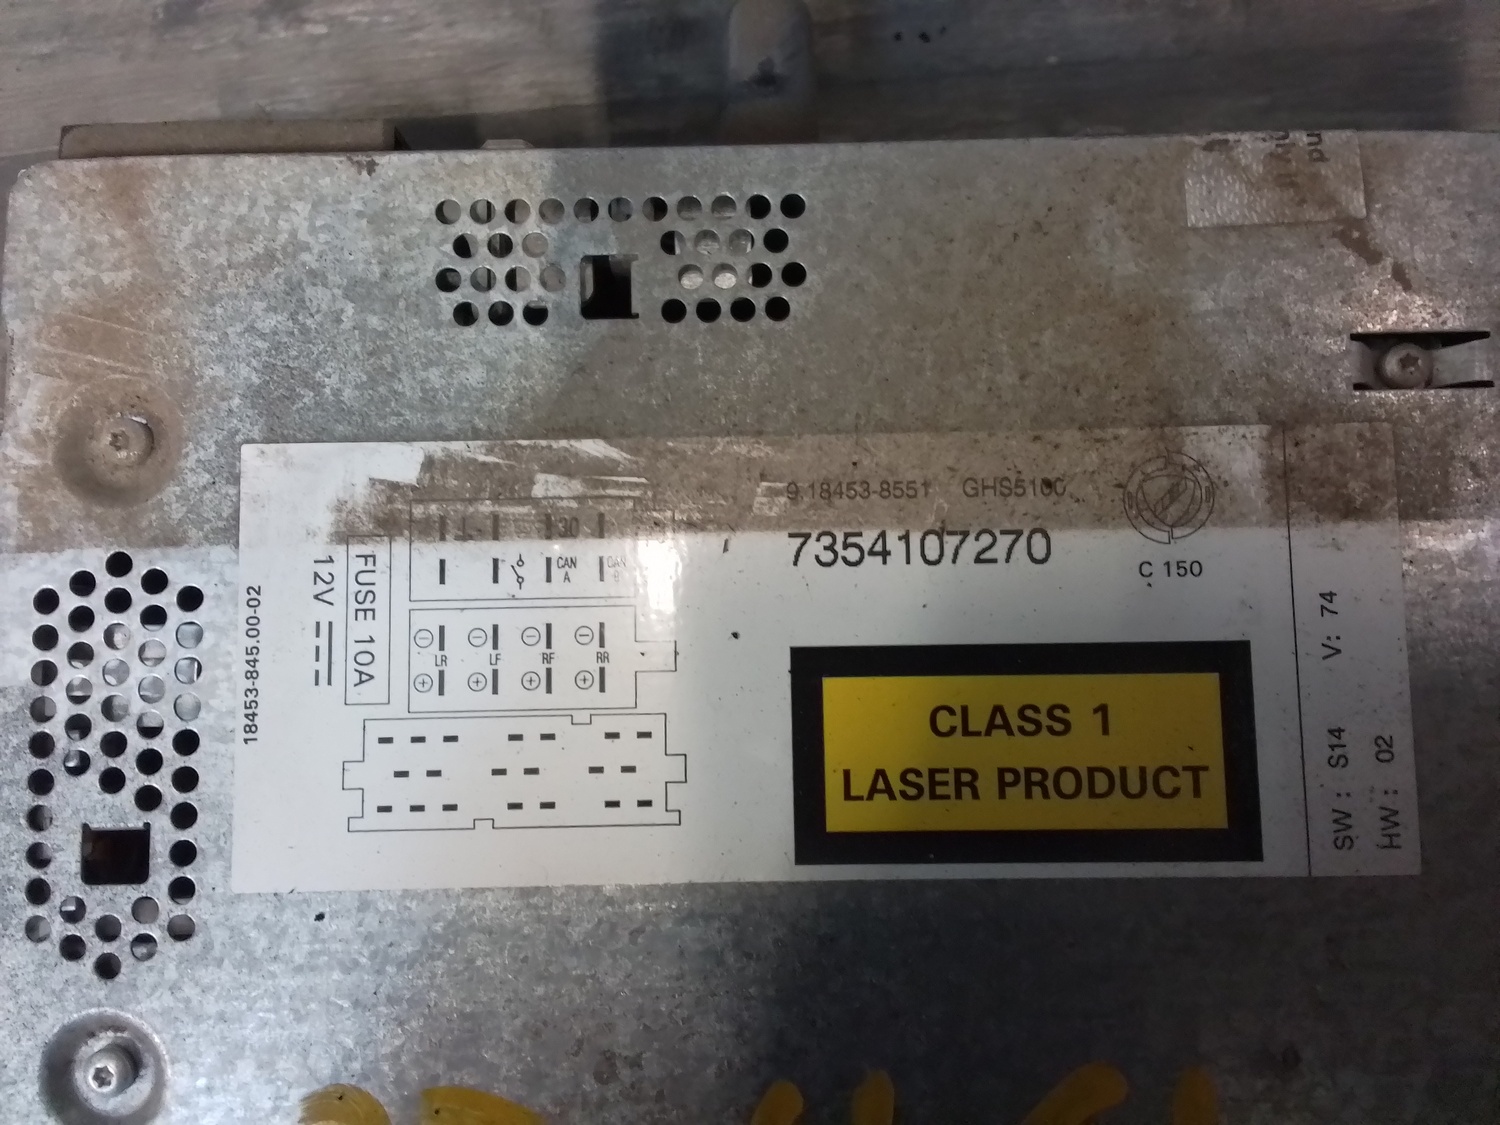 9.18453-8551 GHS5100
7354107270
C 150
30
CAN
A
CAN
LR
LF
RF
RR
FUSE 10A
12V
18453-845.00-02
CLASS 1
LASER PRODUCT
SW: S14 V: 74
HW: 02